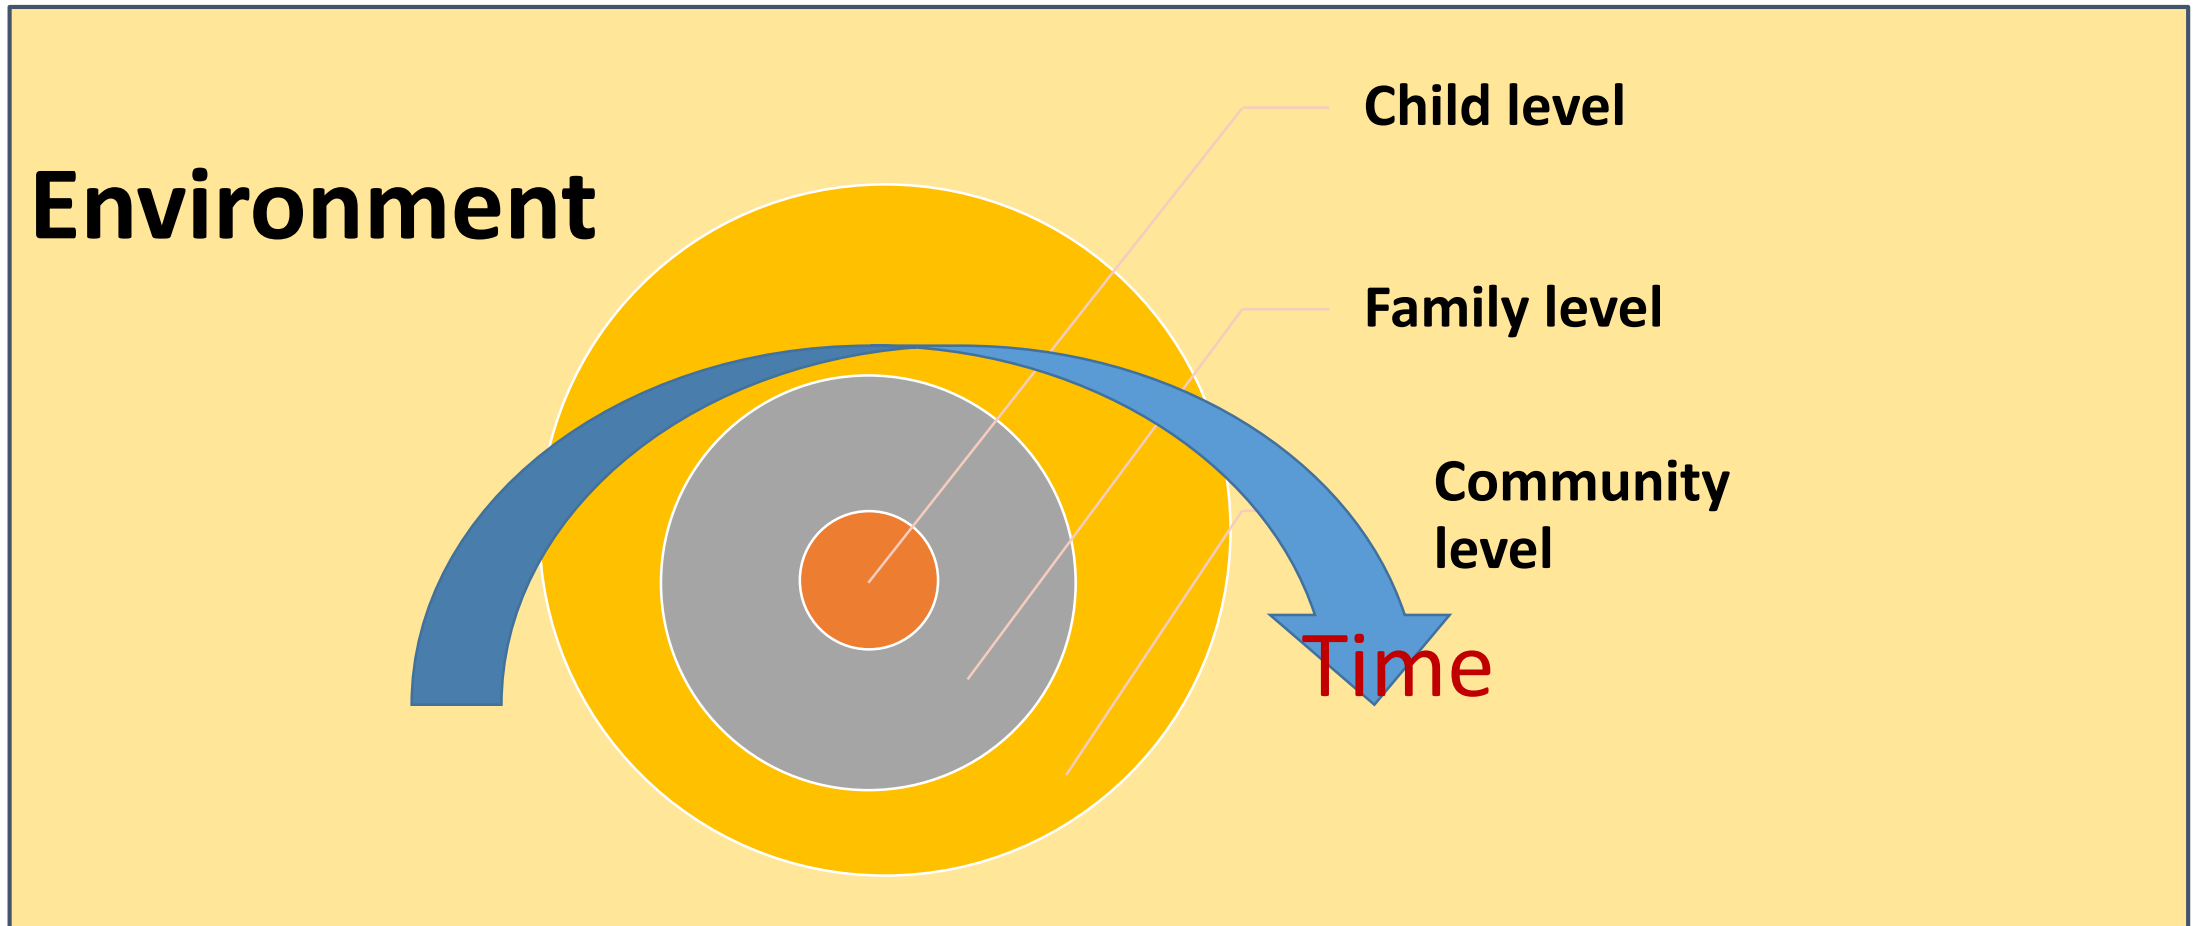 Child level
Environment
Family level
Community
level
Time